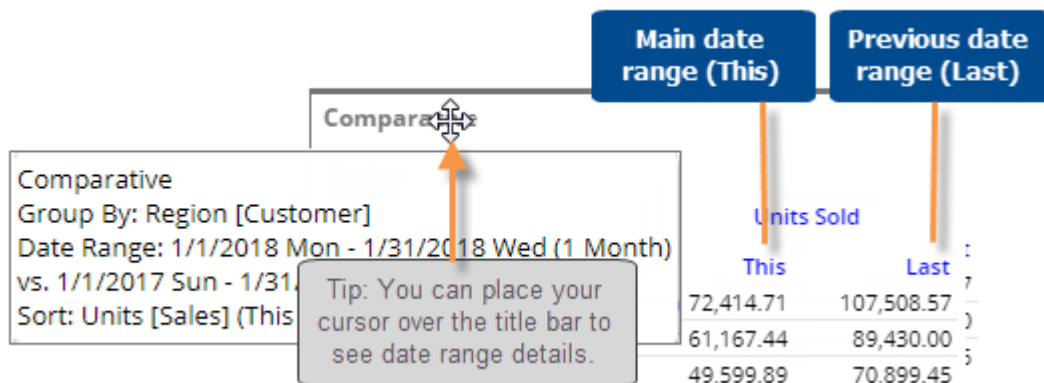 Main date
range (This)
Previous date
range (Last)
Comparative
Comparative
Group By: Region [Customer]
Date Range: 1/1/2018 Mon - 1/31/2018 Wed (1 Month)
vs. 1/1/2017 Sun - 1/31/
Sort: Units [Sales] (This
Tip: You can place your
cursor over the title bar to
see date range details.
Units Sold
This Last
72,414.71 107,508.57
61,167.44 89,430.00
49,599.89 70,899.45